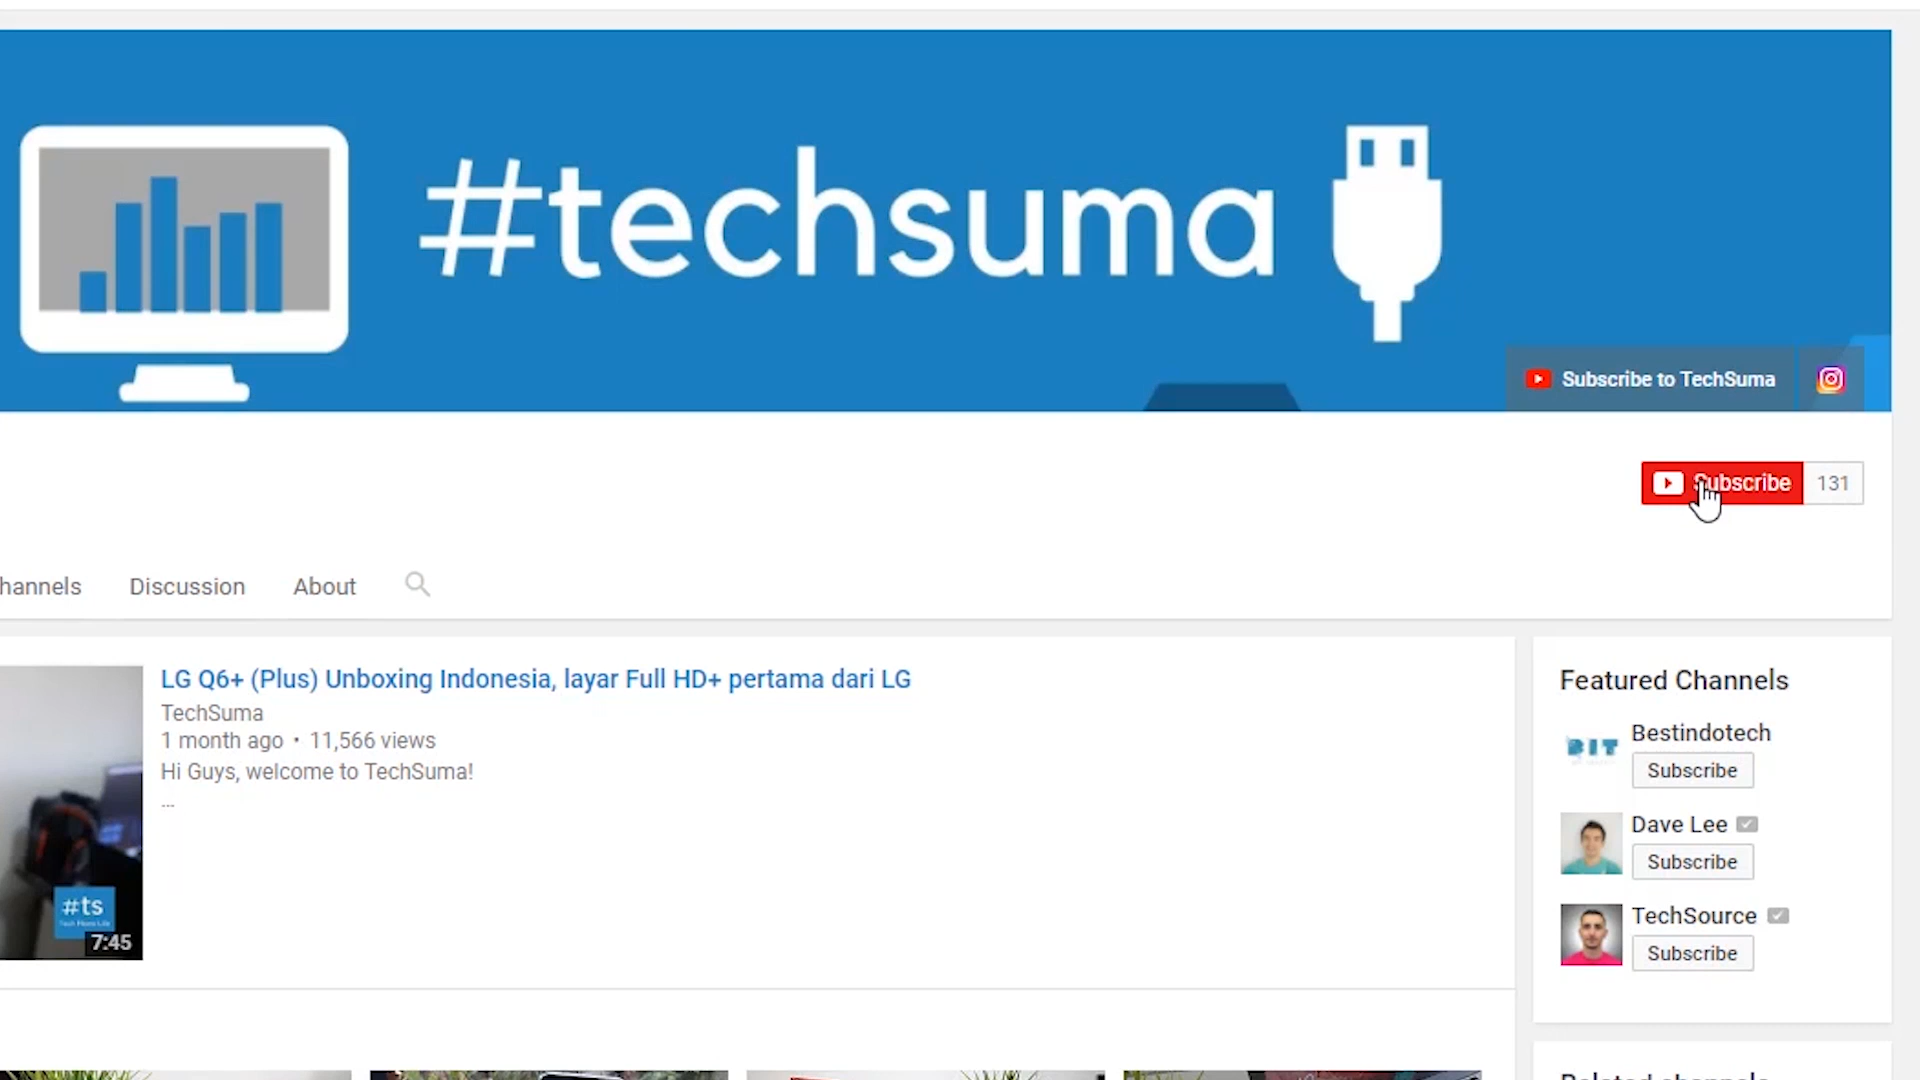 #techsuma
Subscribe to TechSuma
Subscribe 131
hannels Discussion About
LG Q6+ (Plus) Unboxing Indonesia, layar Full HD+ pertama dari LG
TechSuma
1 month ago • 11,566 views
Hi Guys, welcome to TechSuma!
...
#ts
7:45
Featured Channels
BIT
Bestindotech
Subscribe
Dave Lee
Subscribe
TechSource
Subscribe
Related channels